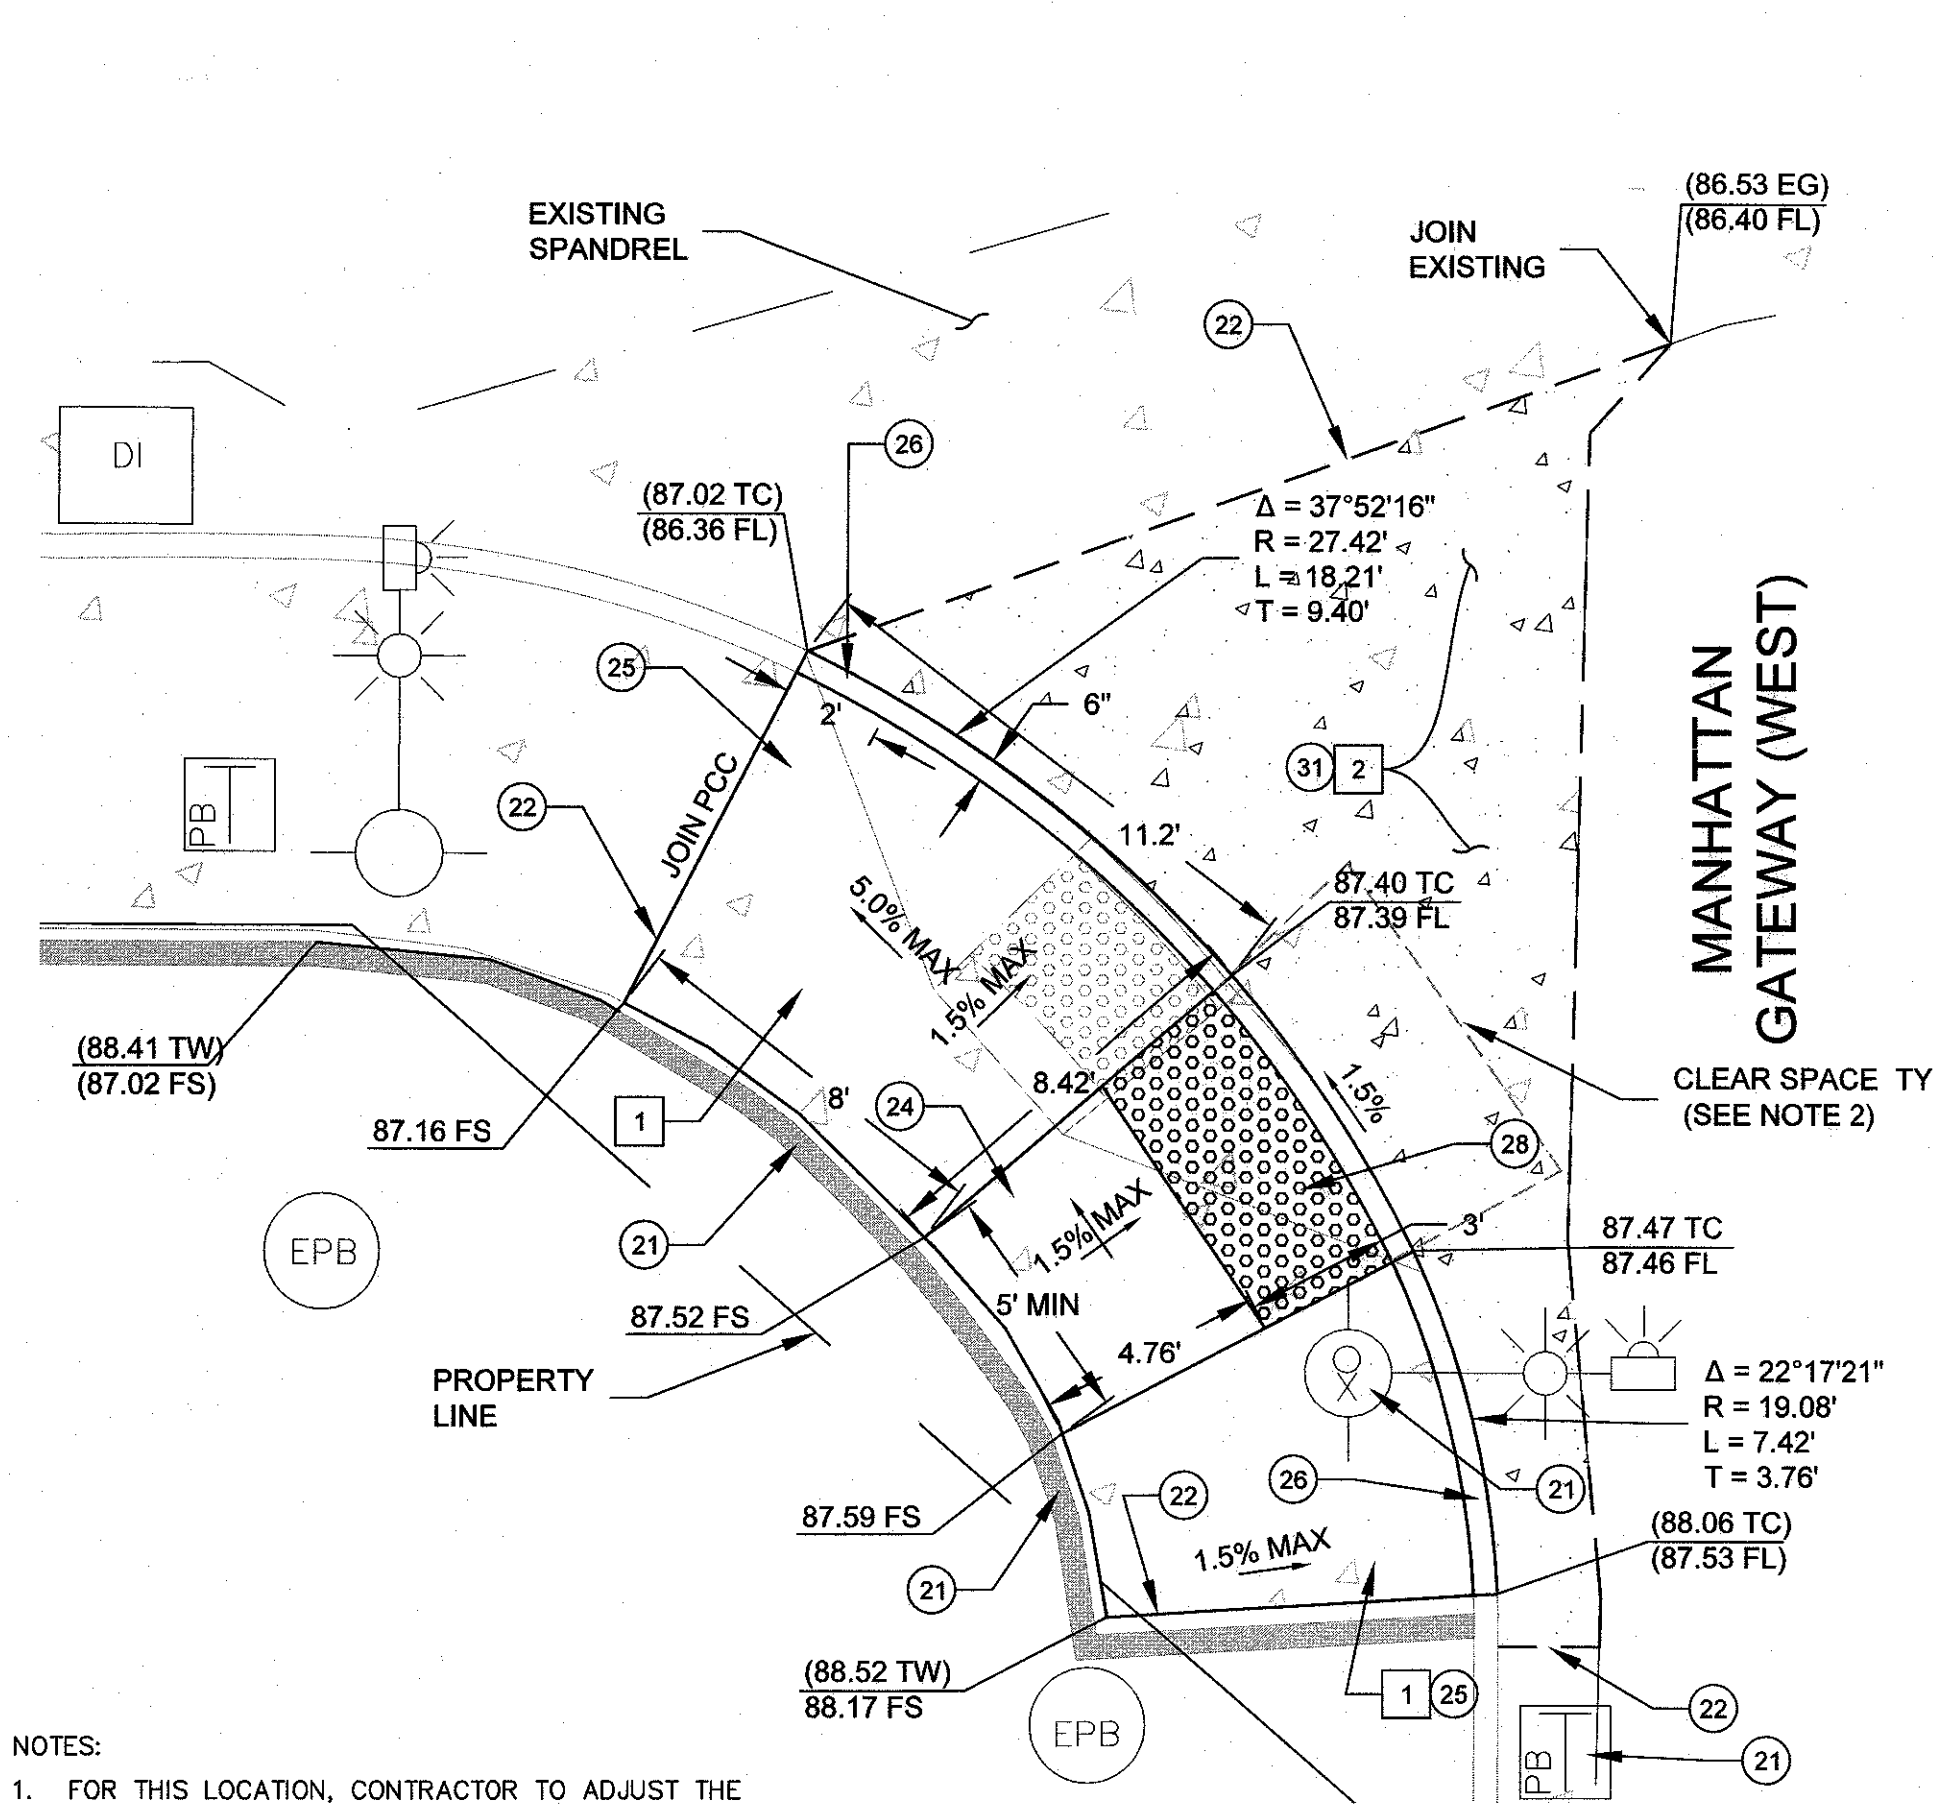 (86.53 EG)
(86.40 FL)
EXISTING
SPANDREL
JOIN
EXISTING
22
26
DI
(87.02 TC)
(86.36 FL)
Δ = 37°52'16"
R = 27.42'
L = 18.21'
T = 9.40'
25
2'
6"
MANHATTAN
GATEWAY (WEST)
31
2
PB
22
JOIN PCC
11.2'
87.40 TC
87.39 FL
5.0% MAX
1.5% MAX
(88.41 TW)
(87.02 FS)
87.16 FS
1
8'
24
8.42'
1.5%
CLEAR SPACE TY
(SEE NOTE 2)
28
EPB
21
1.5% MAX
3'
87.47 TC
87.46 FL
87.52 FS
5' MIN
4.76'
PROPERTY
LINE
Δ = 22°17'21"
R = 19.08'
L = 7.42'
T = 3.76'
87.59 FS
22
26
21
1.5% MAX
(88.06 TC)
(87.53 FL)
21
(88.52 TW)
88.17 FS
1
25
22
EPB
PB
21
NOTES:
1. FOR THIS LOCATION, CONTRACTOR TO ADJUST THE